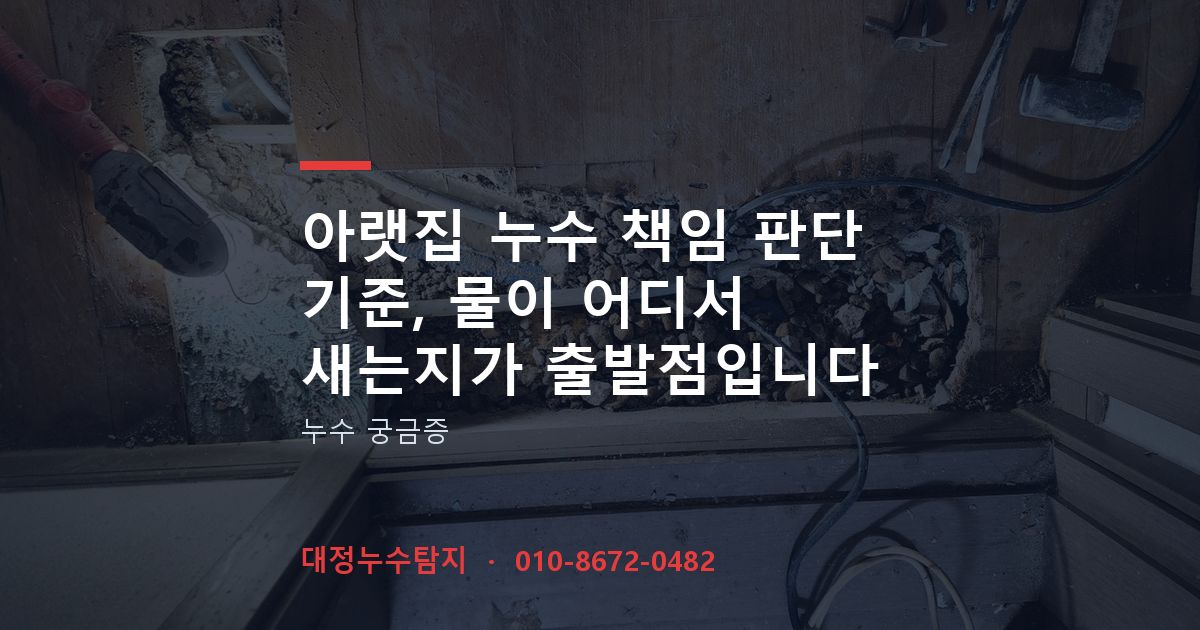 아랫집 누수 책임 판단
기준, 물이 어디서
새는지가 출발점입니다
누수 궁금증
대정누수탐지 · 010-8672-0482